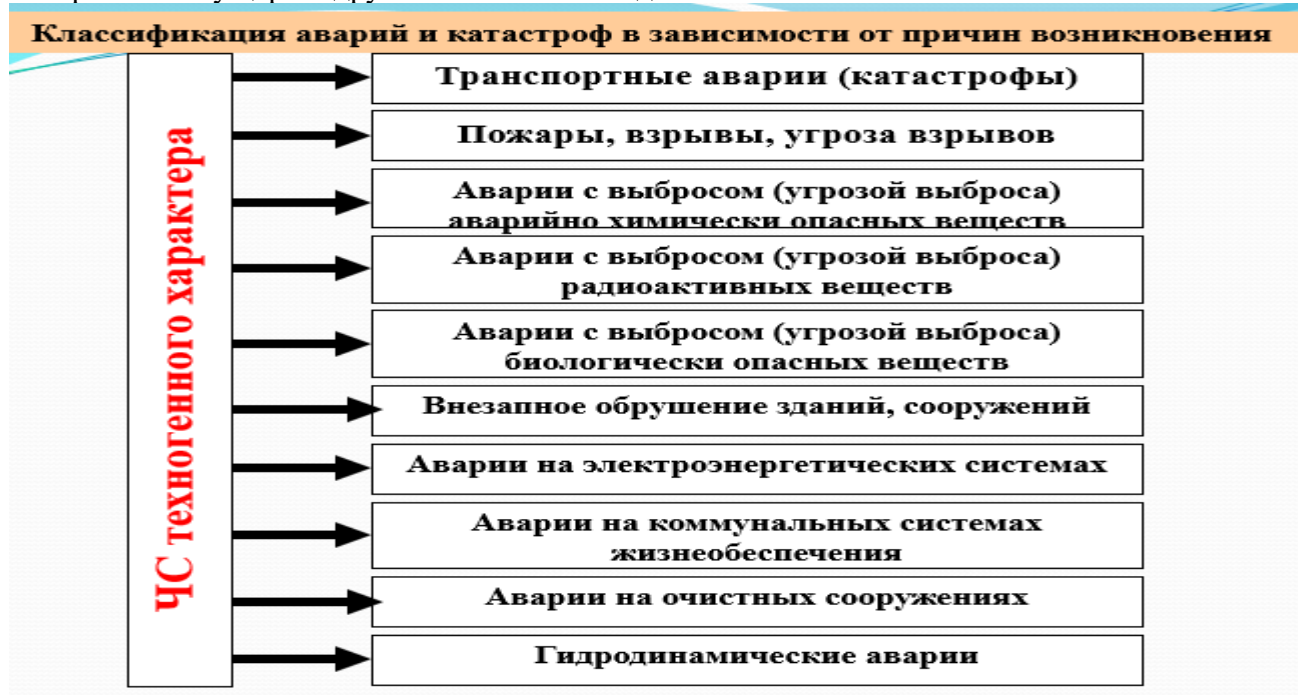 Классификация аварий и катастроф в зависимости от причин возникновения
ЧС техногенного характера
Транспортные аварии (катастрофы)
Пожары, взрывы, угроза взрывов
Аварии с выбросом (угрозой выброса)
аварийно химически опасных веществ
Аварии с выбросом (угрозой выброса)
радиоактивных веществ
Аварии с выбросом (угрозой выброса)
биологически опасных веществ
Внезапное обрушение зданий, сооружений
Аварии на электроэнергетических системах
Аварии на коммунальных системах
жизнеобеспечения
Аварии на очистных сооружениях
Гидродинамические аварии